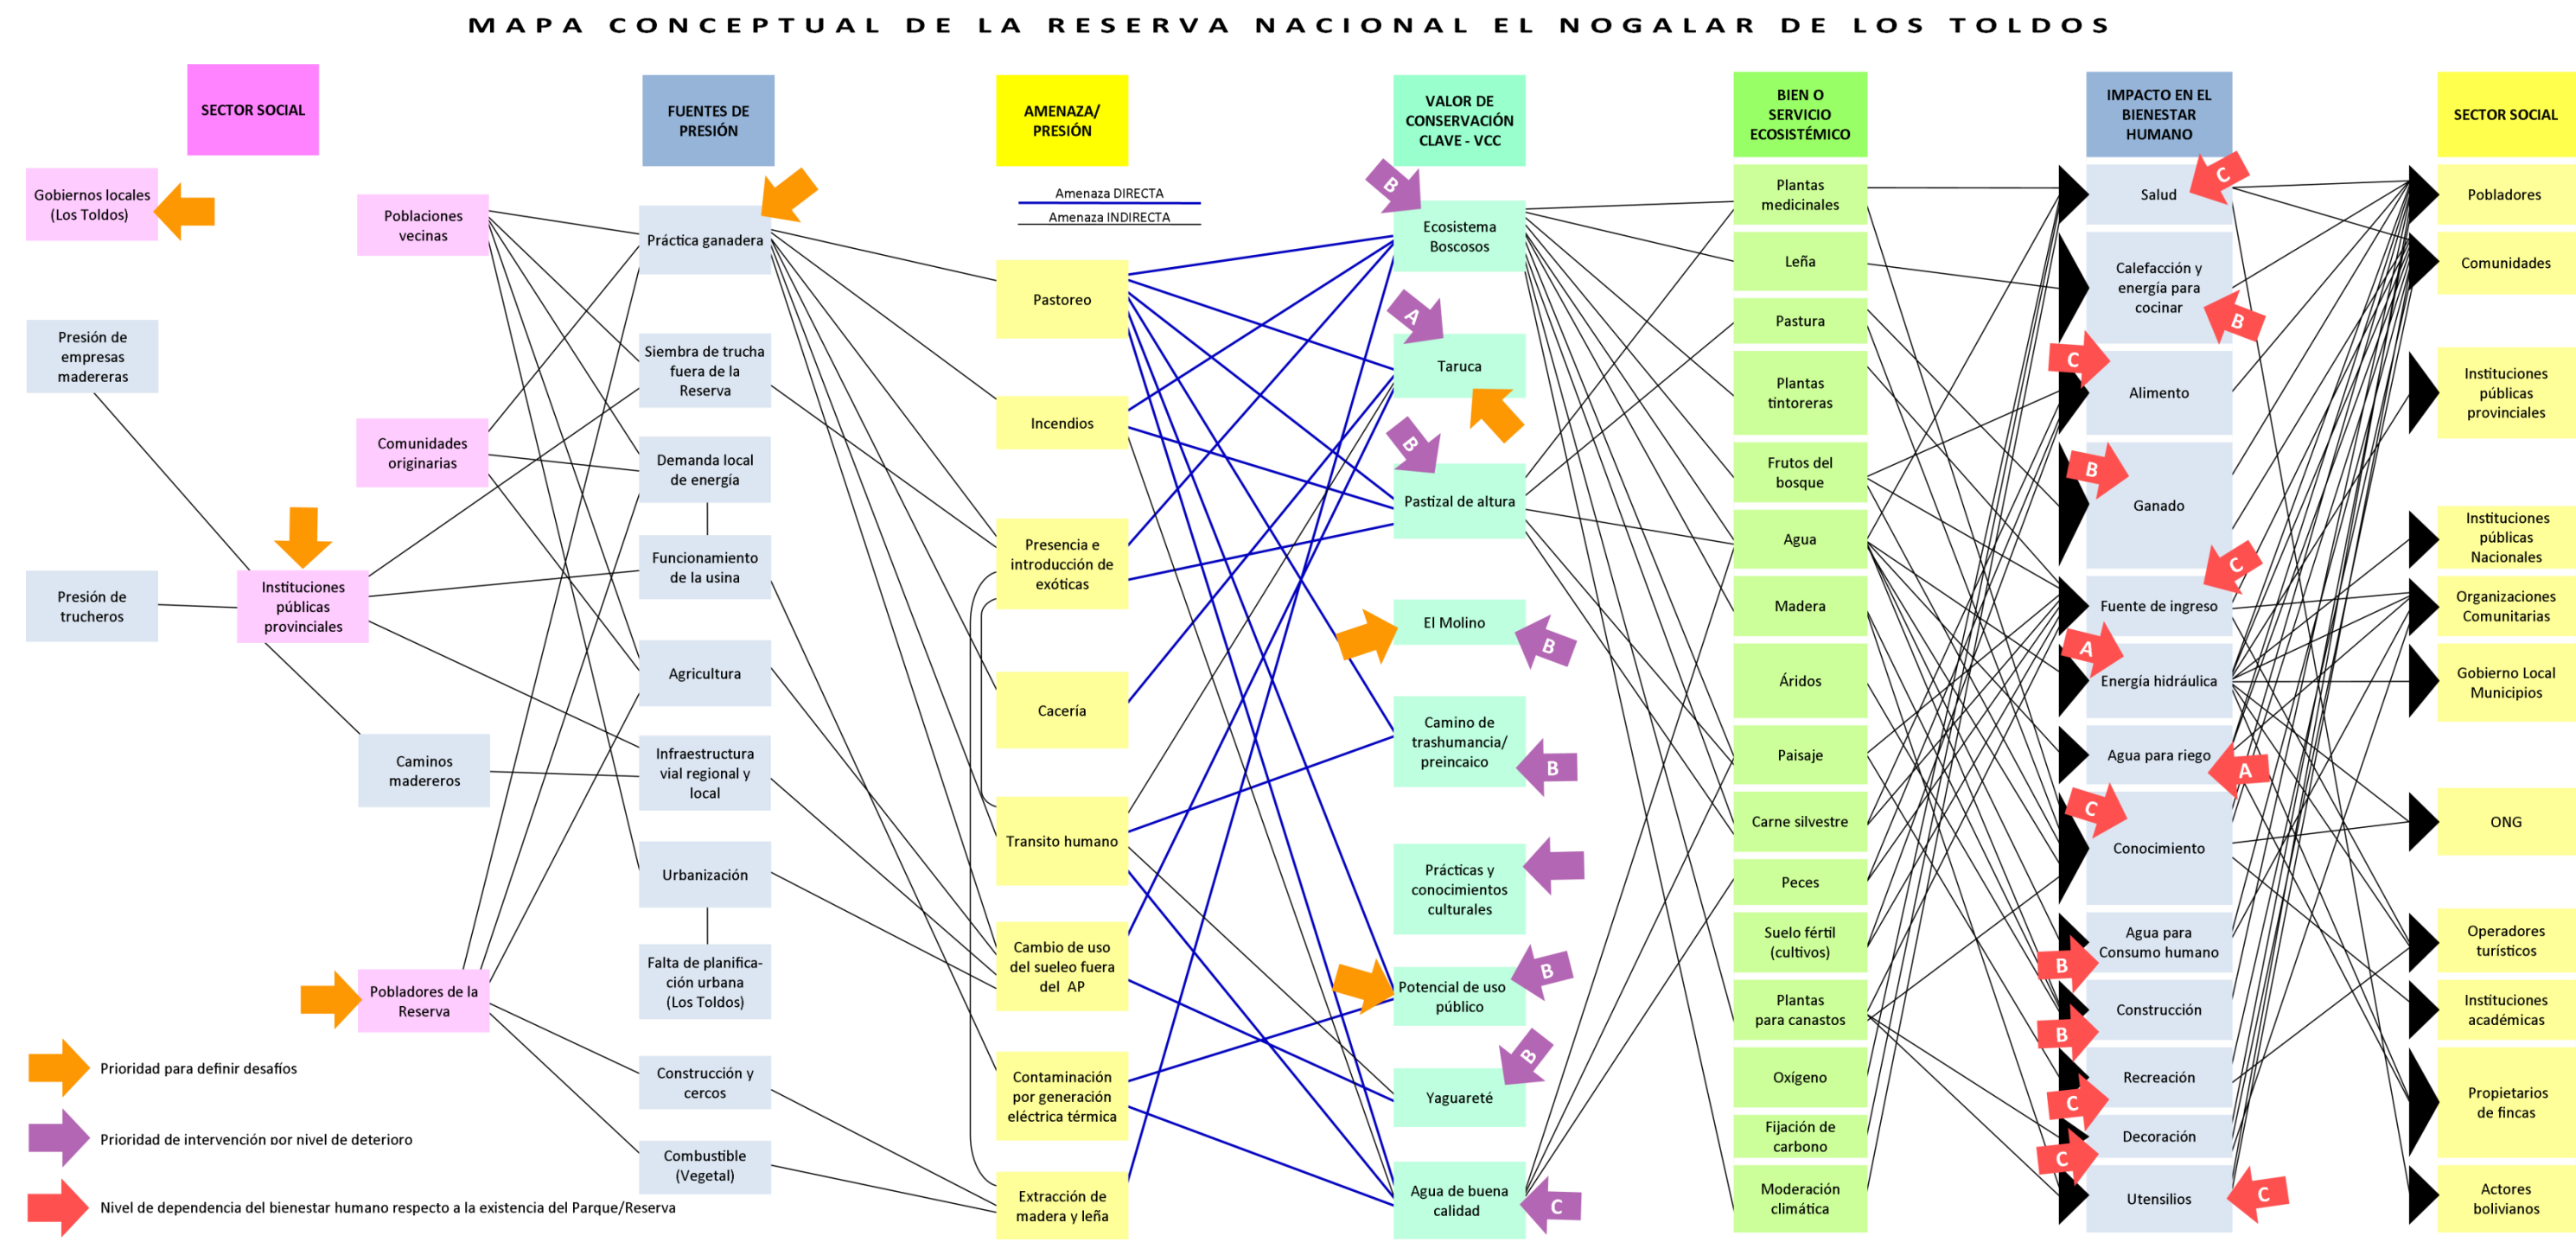 MAPA CONCEPTUAL DE LA RESERVA NACIONAL EL NOGALAR DE LOS TOLDOS
SECTOR SOCIAL
Gobiernos locales
(Los Toldos)
Presión de
empresas
madereras
Presión de
trucheros
Instituciones
públicas
provinciales
Poblaciones
vecinas
Comunidades
originarias
Caminos
madereros
Pobladores de la
Reserva
Prioridad para definir desafíos
Prioridad de intervención por nivel de deterioro
Nivel de dependencia del bienestar humano respecto a la existencia del Parque/Reserva
FUENTES DE
PRESIÓN
Práctica ganadera
Siembra de trucha
fuera de la
Reserva
Demanda local
de energía
Funcionamiento
de la usina
Agricultura
Infraestructura
vial regional y
local
Urbanización
Falta de planifica-
ción urbana
(Los Toldos)
Construcción y
cercos
Combustible
(Vegetal)
AMENAZA/
PRESIÓN
Amenaza DIRECTA
Amenaza INDIRECTA
Pastoreo
Incendios
Presencia e
introducción de
exóticas
Cacería
Transito humano
Cambio de uso
del sueleo fuera
del AP
Contaminación
por generación
eléctrica térmica
Extracción de
madera y leña
VALOR DE
CONSERVACIÓN
CLAVE - VCC
B
Ecosistema
Boscosos
A
Taruca
B
Pastizal de altura
El Molino
B
Camino de
trashumancia/
preincaico
B
Prácticas y
conocimientos
culturales
B
Potencial de uso
público
B
Yaguareté
Agua de buena
calidad
C
BIEN O
SERVICIO
ECOSISTÉMICO
Plantas
medicinales
Leña
Pastura
Plantas
tintoreras
Frutos del
bosque
Agua
Madera
Áridos
Paisaje
Carne silvestre
Peces
Suelo fértil
(cultivos)
Plantas
para canastos
Oxígeno
Fijación de
carbono
Moderación
climática
IMPACTO EN EL
BIENESTAR
HUMANO
C
Salud
Calefacción y
energía para
cocinar
B
C
Alimento
B
Ganado
C
Fuente de ingreso
A
Energía hidráulica
Agua para riego
A
C
Conocimiento
Agua para
Consumo humano
B
Construcción
B
Recreación
C
Decoración
C
Utensilios
C
SECTOR SOCIAL
Pobladores
Comunidades
Instituciones
públicas
provinciales
Instituciones
públicas
Nacionales
Organizaciones
Comunitarias
Gobierno Local
Municipios
ONG
Operadores
turísticos
Instituciones
académicas
Propietarios
de fincas
Actores
bolivianos